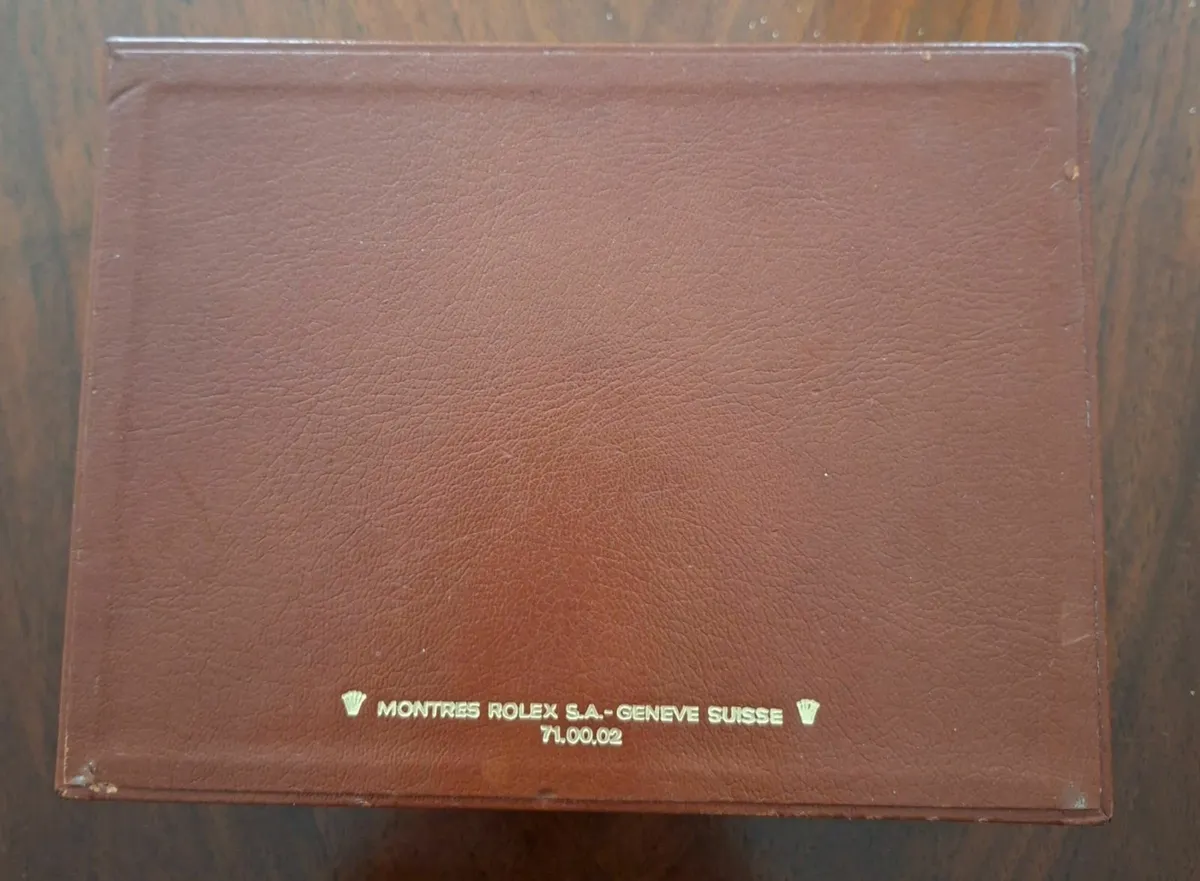 MONTRES ROLEX S.A.-GENEVE SUISSE
71.00.02